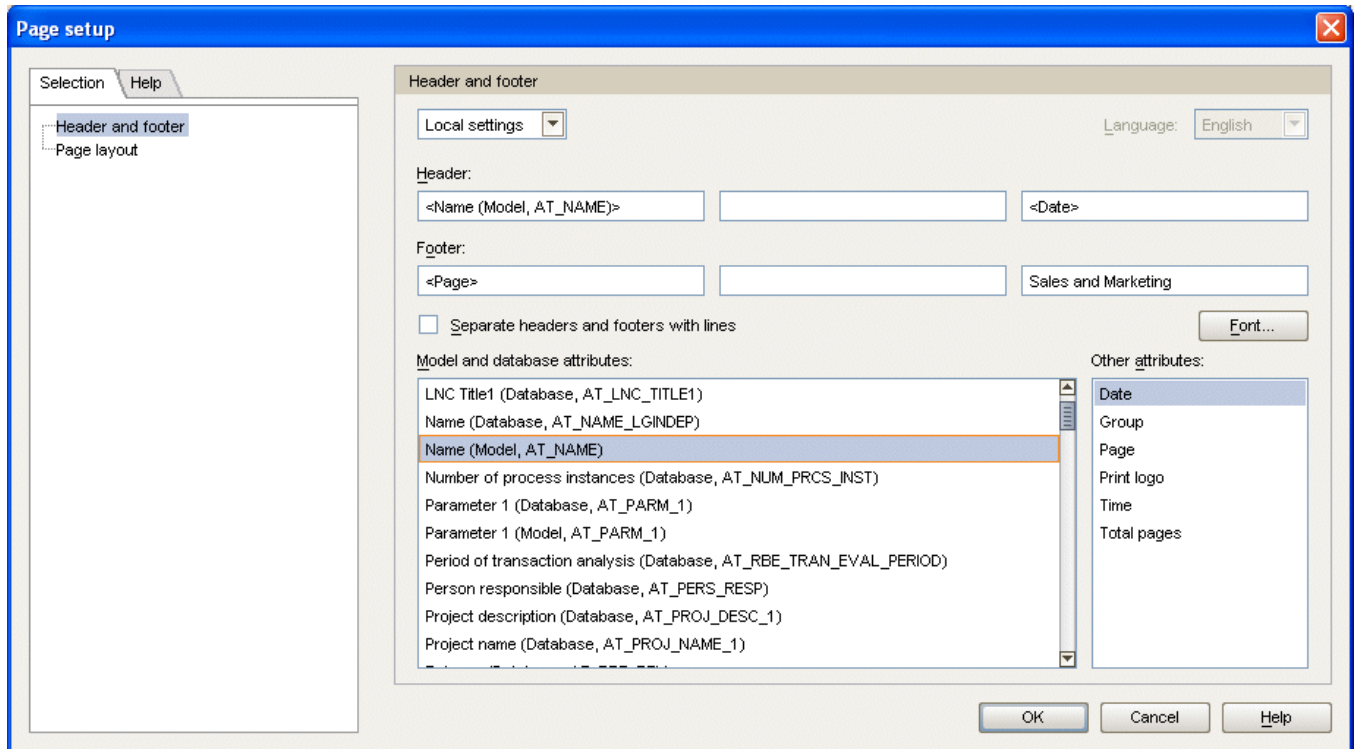 Page setup
Selection Help
Header and footer
Page layout
Header and footer
Local settings Language: English
Header:
<Name (Model, AT_NAME)> <Date>
Footer:
<Page> Sales and Marketing
Separate headers and footers with lines Font...
Model and database attributes: Other attributes:
LNC Title1 (Database, AT_LNC_TITLE1) Date
Name (Database, AT_NAME_LGINDEP) Group
Name (Model, AT_NAME) Page
Number of process instances (Database, AT_NUM_PRCS_INST) Print logo
Parameter 1 (Database, AT_PARM_1) Time
Parameter 1 (Model, AT_PARM_1) Total pages
Period of transaction analysis (Database, AT_RBE_TRAN_EVAL_PERIOD)
Person responsible (Database, AT_PERS_RESP)
Project description (Database, AT_PROJ_DESC_1)
Project name (Database, AT_PROJ_NAME_1)
OK Cancel Help